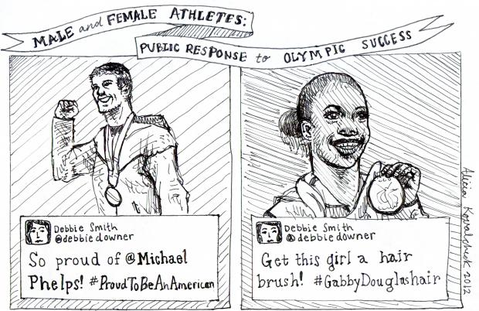 MALE and FEMALE ATHLETES:
PUBLIC RESPONSE to OLYMPIC SUCCESS
Debbie Smith
@debbiedowner
So proud of @Michael
Phelps! #ProudToBeAnAmerican
Debbie Smith
@debbiedowner
Get this girl a hair
brush! #GabbyDouglashair
Alicia Kowalchuk 2012